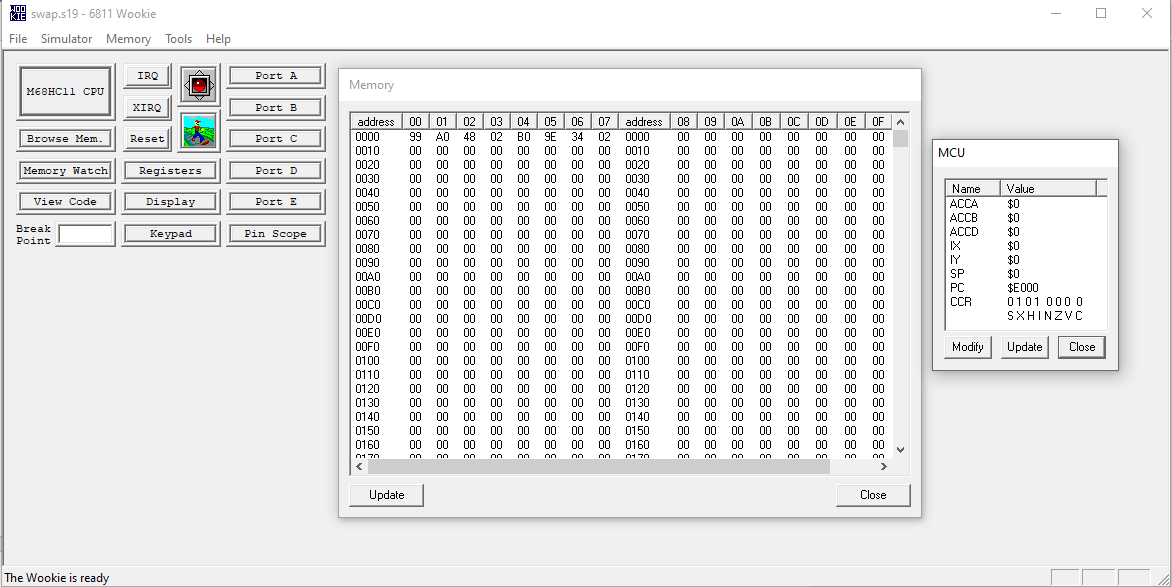 WOO KIE swap.s19 - 6811 Wookie
File Simulator Memory Tools Help
M68HC11 CPU
IRQ
XIRQ
Port A
Port B
Browse Mem. Reset Port C
Memory Watch Registers Port D
View Code Display Port E
Break Point Keypad Pin Scope
Memory
address 00 01 02 03 04 05 06 07 address 08 09 0A 0B 0C 0D 0E 0F
0000 99 A0 48 02 B0 9E 34 02 0000 00 00 00 00 00 00 00 00
0010 00 00 00 00 00 00 00 00 0010 00 00 00 00 00 00 00 00
0020 00 00 00 00 00 00 00 00 0020 00 00 00 00 00 00 00 00
0030 00 00 00 00 00 00 00 00 0030 00 00 00 00 00 00 00 00
0040 00 00 00 00 00 00 00 00 0040 00 00 00 00 00 00 00 00
0050 00 00 00 00 00 00 00 00 0050 00 00 00 00 00 00 00 00
0060 00 00 00 00 00 00 00 00 0060 00 00 00 00 00 00 00 00
0070 00 00 00 00 00 00 00 00 0070 00 00 00 00 00 00 00 00
0080 00 00 00 00 00 00 00 00 0080 00 00 00 00 00 00 00 00
0090 00 00 00 00 00 00 00 00 0090 00 00 00 00 00 00 00 00
00A0 00 00 00 00 00 00 00 00 00A0 00 00 00 00 00 00 00 00
00B0 00 00 00 00 00 00 00 00 00B0 00 00 00 00 00 00 00 00
00C0 00 00 00 00 00 00 00 00 00C0 00 00 00 00 00 00 00 00
00D0 00 00 00 00 00 00 00 00 00D0 00 00 00 00 00 00 00 00
00E0 00 00 00 00 00 00 00 00 00E0 00 00 00 00 00 00 00 00
00F0 00 00 00 00 00 00 00 00 00F0 00 00 00 00 00 00 00 00
0100 00 00 00 00 00 00 00 00 0100 00 00 00 00 00 00 00 00
0110 00 00 00 00 00 00 00 00 0110 00 00 00 00 00 00 00 00
0120 00 00 00 00 00 00 00 00 0120 00 00 00 00 00 00 00 00
0130 00 00 00 00 00 00 00 00 0130 00 00 00 00 00 00 00 00
0140 00 00 00 00 00 00 00 00 0140 00 00 00 00 00 00 00 00
0150 00 00 00 00 00 00 00 00 0150 00 00 00 00 00 00 00 00
0160 00 00 00 00 00 00 00 00 0160 00 00 00 00 00 00 00 00
0170 00 00 00 00 00 00 00 00 0170 00 00 00 00 00 00 00 00
Update Close
MCU
Name Value
ACCA $0
ACCB $0
ACCD $0
IX $0
IY $0
SP $0
PC $E000
CCR 0 1 0 1 0 0 0 0
S X H I N Z V C
Modify Update Close
The Wookie is ready